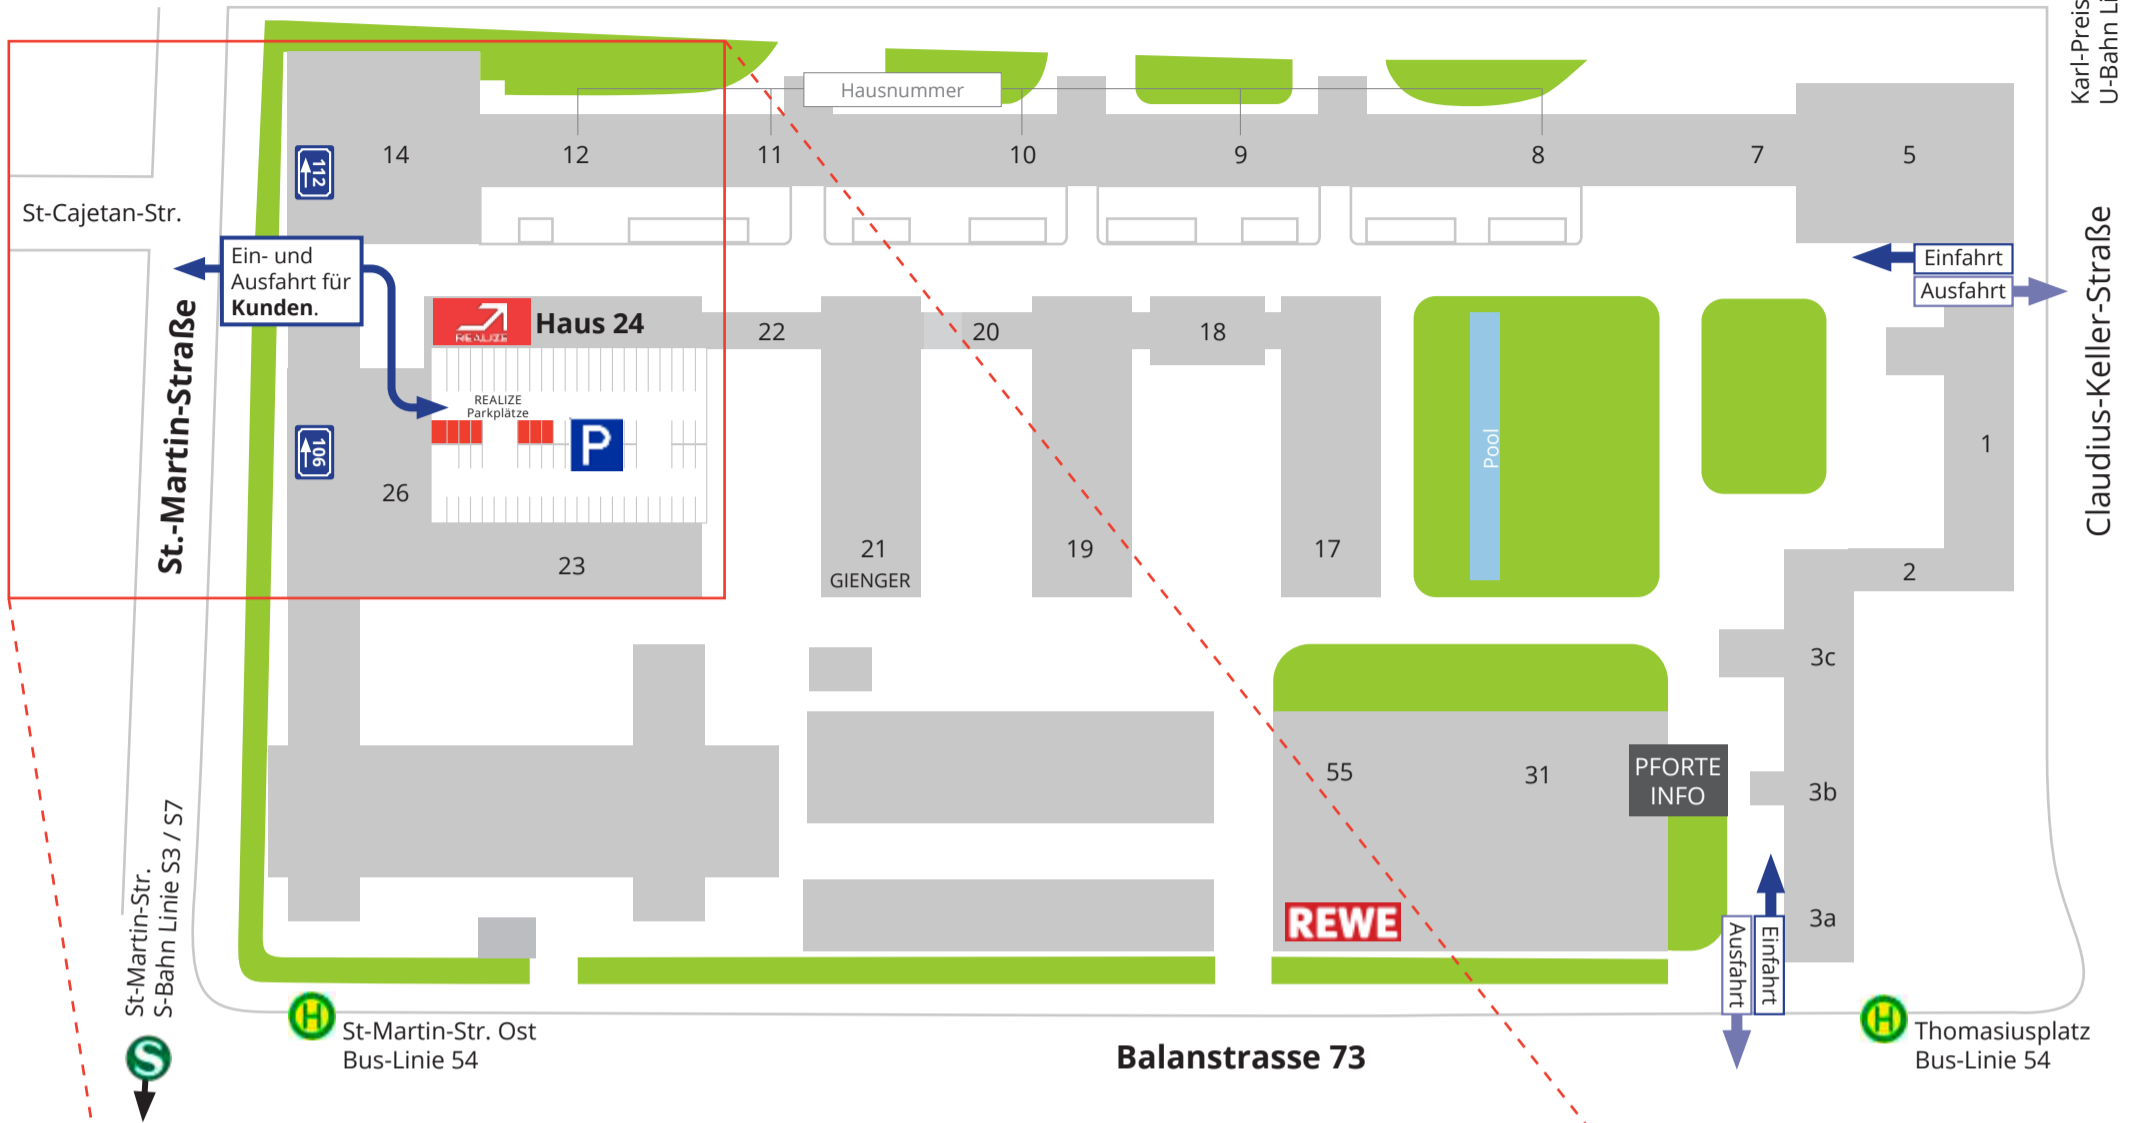 Karl-Preis
U-Bahn Li
Hausnummer
14
12
11
10
9
8
7
5
112
St-Cajetan-Str.
Ein- und
Ausfahrt für
Kunden.
Einfahrt
Ausfahrt
Claudius-Keller-Straße
St.-Martin-Straße
REALIZE
Haus 24
22
20
18
REALIZE
Parkplätze
P
106
26
23
21
GIENGER
19
17
Pool
1
2
3c
55
31
PFORTE
INFO
3b
3a
REWE
Ausfahrt
Einfahrt
St-Martin-Str.
S-Bahn Linie S3 / S7
S
H
St-Martin-Str. Ost
Bus-Linie 54
Balanstrasse 73
H
Thomasiusplatz
Bus-Linie 54